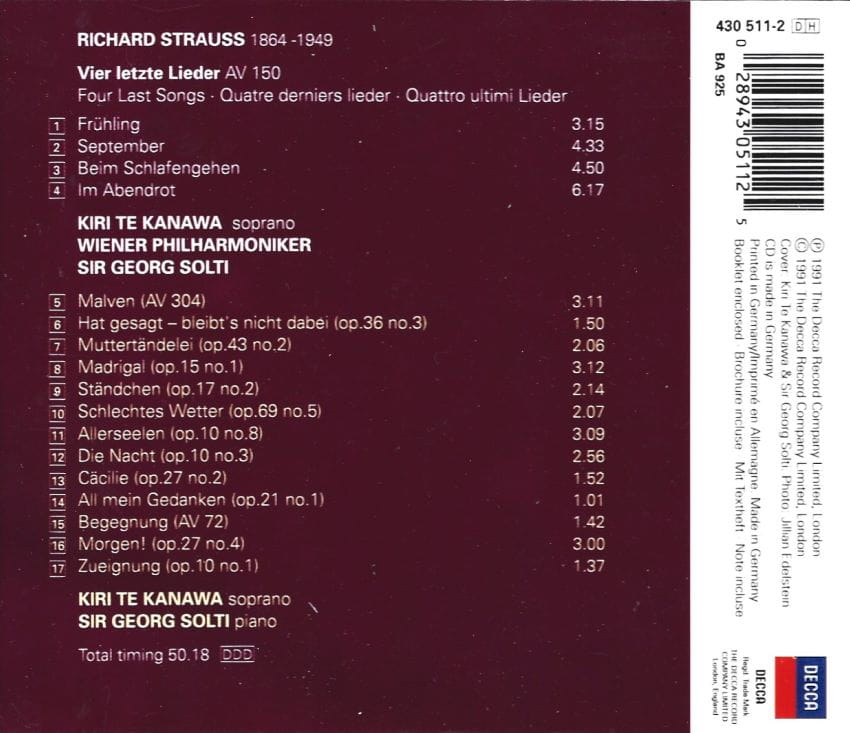 RICHARD STRAUSS 1864 -1949
Vier letzte Lieder AV 150
Four Last Songs · Quatre derniers lieder · Quattro ultimi Lieder
1 Frühling 3.15
2 September 4.33
3 Beim Schlafengehen 4.50
4 Im Abendrot 6.17
KIRI TE KANAWA soprano
WIENER PHILHARMONIKER
SIR GEORG SOLTI
5 Malven (AV 304) 3.11
6 Hat gesagt – bleibt's nicht dabei (op.36 no.3) 1.50
7 Muttertändelei (op.43 no.2) 2.06
8 Madrigal (op.15 no.1) 3.12
9 Ständchen (op.17 no.2) 2.14
10 Schlechtes Wetter (op.69 no.5) 2.07
11 Allerseelen (op.10 no.8) 3.09
12 Die Nacht (op.10 no.3) 2.56
13 Cäcilie (op.27 no.2) 1.52
14 All mein Gedanken (op.21 no.1) 1.01
15 Begegnung (AV 72) 1.42
16 Morgen! (op.27 no.4) 3.00
17 Zueignung (op.10 no.1) 1.37
KIRI TE KANAWA soprano
SIR GEORG SOLTI piano
Total timing 50.18 DDD
430 511-2 DH
BA 925
0 28943 05112 5
℗ 1991 The Decca Record Company Limited, London
© 1991 The Decca Record Company Limited, London
Cover: Kiri Te Kanawa & Sir Georg Solti. Photo: Jillian Edelstein
CD is made in Germany
Printed in Germany/Imprimé en Allemagne. Made in Germany
Booklet enclosed · Brochure incluse · Mit Textheft · Note incluse
DECCA
DECCA
Regd. Trade Mark
THE DECCA RECORD
COMPANY LIMITED
London, England